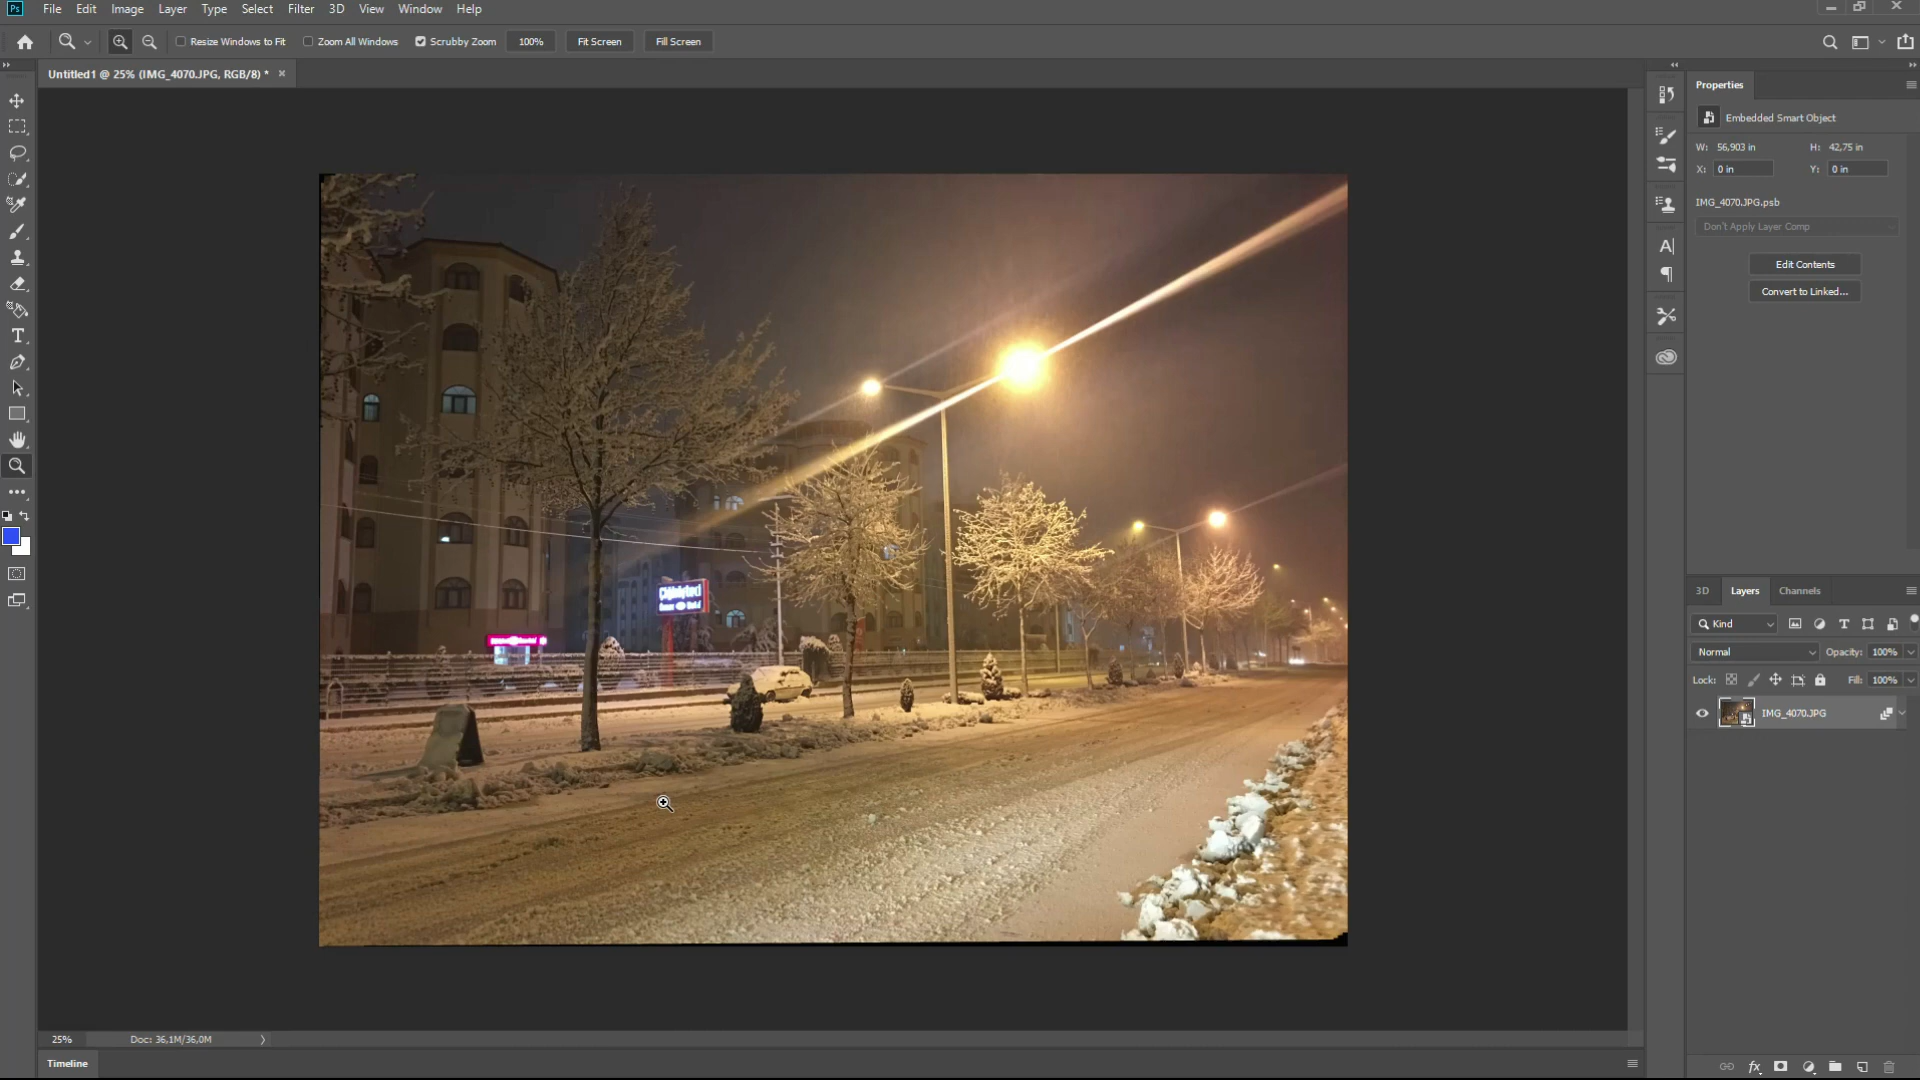 Ps File Edit Image Layer Type Select Filter 3D View Window Help
Resize Windows to Fit Zoom All Windows Scrubby Zoom 100% Fit Screen Fill Screen
Untitled1 @ 25% (IMG_4070.JPG, RGB/8) * ×
Properties
Embedded Smart Object
W: 56,903 in H: 42,75 in
X: 0 in Y: 0 in
IMG_4070.JPG.psb
Don't Apply Layer Comp
Edit Contents
Convert to Linked...
3D Layers Channels
Kind
Normal Opacity: 100%
Lock: Fill: 100%
IMG_4070.JPG
Çiğköfteci
25% Doc: 36,1M/36,0M
Timeline